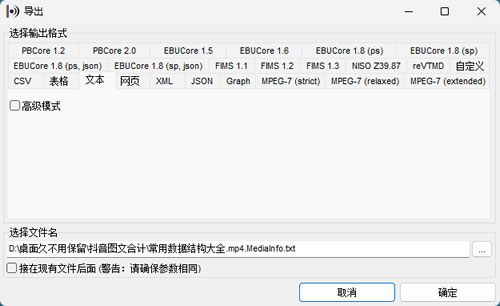 导出
选择输出格式
PBCore 1.2 PBCore 2.0 EBUCore 1.5 EBUCore 1.6 EBUCore 1.8 (ps) EBUCore 1.8 (sp)
EBUCore 1.8 (ps, json) EBUCore 1.8 (sp, json) FIMS 1.1 FIMS 1.2 FIMS 1.3 NISO Z39.87 reVTMD 自定义
CSV 表格 文本 网页 XML JSON Graph MPEG-7 (strict) MPEG-7 (relaxed) MPEG-7 (extended)
高级模式
选择文件名
D:\桌面久不用保留\抖音图文合计\常用数据结构大全.mp4.MediaInfo.txt ...
接在现有文件后面 (警告：请确保参数相同)
取消 确定